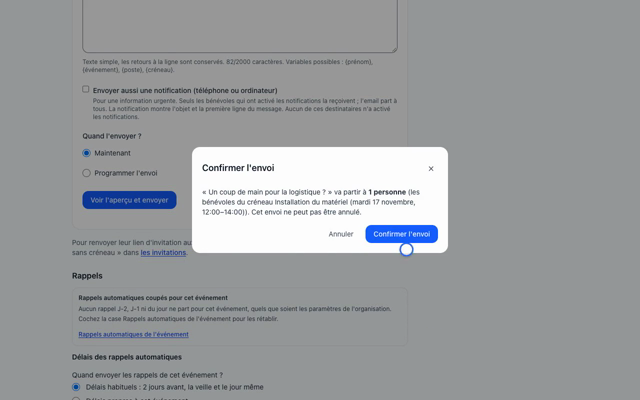 Texte simple, les retours à la ligne sont conservés. 82/2000 caractères. Variables possibles : {prénom},
{événement}, {poste}, {créneau}.
Envoyer aussi une notification (téléphone ou ordinateur)
Pour une information urgente. Seuls les bénévoles qui ont activé les notifications la reçoivent ; l'email part à
tous. La notification montre l'objet et la première ligne du message. Aucun de ces destinataires n'a activé
les notifications.
Quand l'envoyer ?
Maintenant
Programmer l'envoi
Voir l'aperçu et envoyer
Confirmer l'envoi
×
« Un coup de main pour la logistique ? » va partir à 1 personne (les
bénévoles du créneau Installation du matériel (mardi 17 novembre,
12:00–14:00)). Cet envoi ne peut pas être annulé.
Annuler
Confirmer l'envoi
Pour renvoyer leur lien d'invitation au
sans créneau » dans les Invitations.
Rappels
Rappels automatiques coupés pour cet événement
Aucun rappel J-2, J-1 ni du jour ne part pour cet événement, quels que soient les paramètres de l'organisation.
Cochez la case Rappels automatiques de l'événement pour les rétablir.
Rappels automatiques de l'événement
Délais des rappels automatiques
Quand envoyer les rappels de cet événement ?
Délais habituels : 2 jours avant, la veille et le jour même